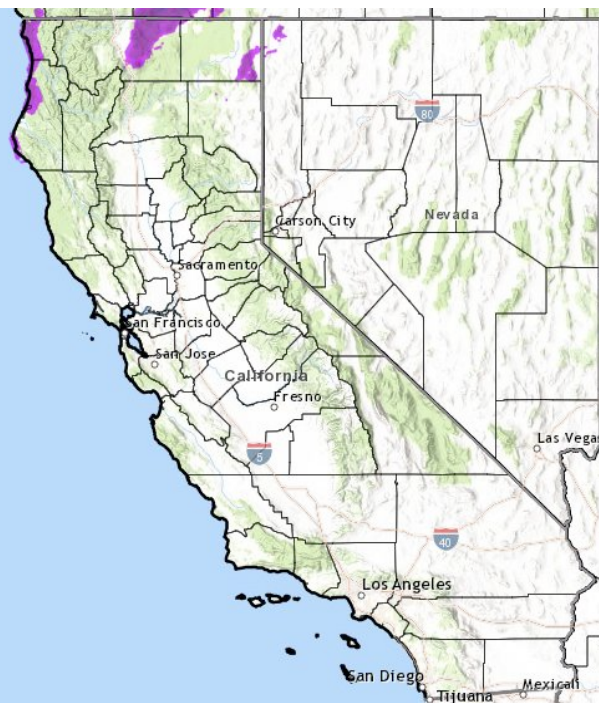 80
Carson City
Nevada
Sacramento
San Francisco
San Jose
California
Fresno
Las Vegas
5
40
Los Angeles
San Diego
Mexicali
Tijuana